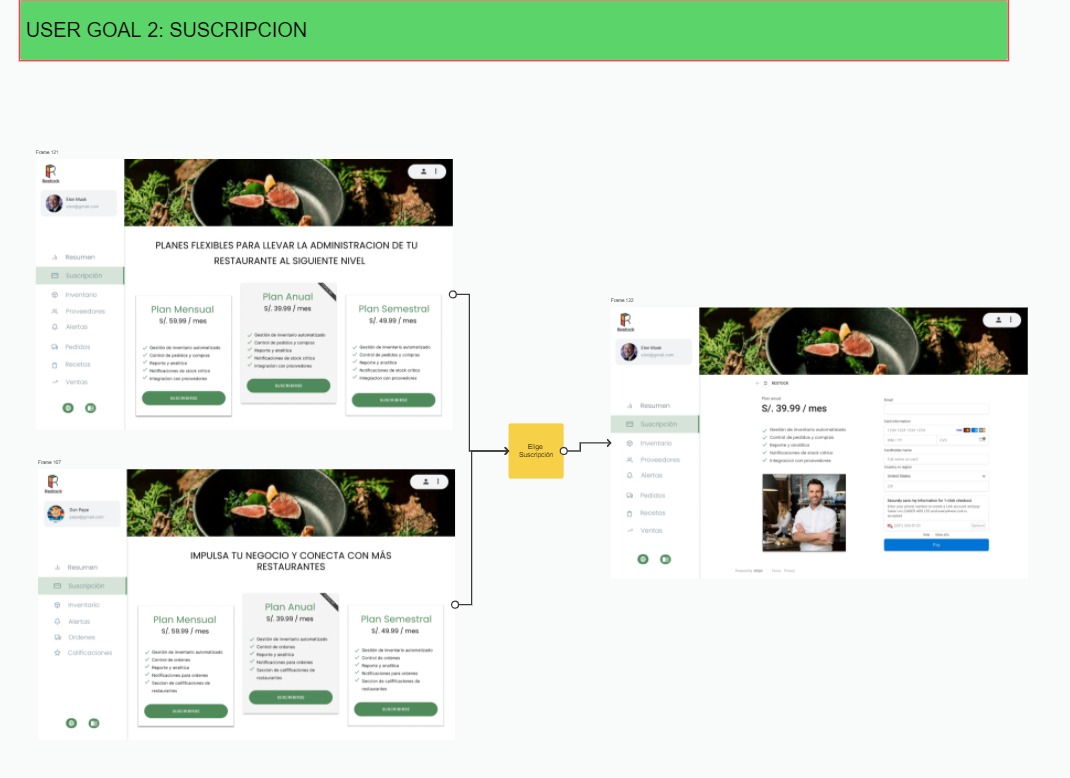 USER GOAL 2: SUSCRIPCION
Frame 121
Restock
Elon Musk
elon@gmail.com
Resumen
Suscripción
Inventario
Proveedores
Alertas
Pedidos
Recetas
Ventas
PLANES FLEXIBLES PARA LLEVAR LA ADMINISTRACION DE TU
RESTAURANTE AL SIGUIENTE NIVEL
Plan Mensual
S/. 59.99 / mes
Gestión de inventario automatizado
Control de pedidos y compras
Reporte y analítica
Notificaciones de stock crítico
Integracion con proveedores
SUSCRIBIRSE
Plan Anual
S/. 39.99 / mes
Gestión de inventario automatizado
Control de pedidos y compras
Reporte y analítica
Notificaciones de stock crítico
Integracion con proveedores
SUSCRIBIRSE
Plan Semestral
S/. 49.99 / mes
Gestión de inventario automatizado
Control de pedidos y compras
Reporte y analítica
Notificaciones de stock crítico
Integracion con proveedores
SUSCRIBIRSE
Frame 167
Restock
Don Pepe
pepe@gmail.com
Resumen
Suscripción
Inventario
Alertas
Ordenes
Calificaciones
IMPULSA TU NEGOCIO Y CONECTA CON MÁS
RESTAURANTES
Plan Mensual
S/. 59.99 / mes
Gestión de inventario automatizado
Control de ordenes
Reporte y analítica
Notificaciones para ordenes
Seccion de calificaciones de
restaurantes
SUSCRIBIRSE
Plan Anual
S/. 39.99 / mes
Gestión de inventario automatizado
Control de ordenes
Reporte y analítica
Notificaciones para ordenes
Seccion de calificaciones de
restaurantes
SUSCRIBIRSE
Plan Semestral
S/. 49.99 / mes
Gestión de inventario automatizado
Control de ordenes
Reporte y analítica
Notificaciones para ordenes
Seccion de calificaciones de
restaurantes
SUSCRIBIRSE
Elige
Suscripción
Frame 122
Restock
Elon Musk
elon@gmail.com
Resumen
Suscripción
Inventario
Proveedores
Alertas
Pedidos
Recetas
Ventas
RESTOCK
Plan anual
S/. 39.99 / mes
Gestión de inventario automatizado
Control de pedidos y compras
Reporte y analítica
Notificaciones de stock crítico
Integracion con proveedores
Powered by stripe
Terms
Privacy
Email
Card information
1234 1234 1234 1234
VISA
MM / YY
CVC
Cardholder name
Full name on card
Country or region
United States
ZIP
Securely save my information for 1-click checkout
Pay